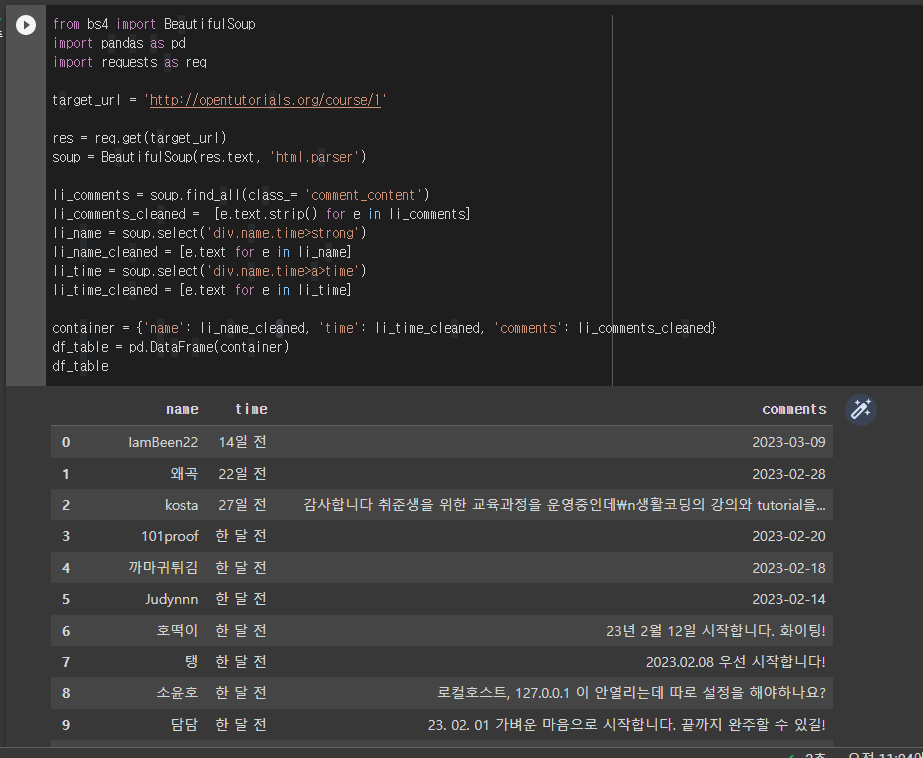 from bs4 import BeautifulSoup
import pandas as pd
import requests as req
target_url = 'http://opentutorials.org/course/1'
res = req.get(target_url)
soup = BeautifulSoup(res.text, 'html.parser')
li_comments = soup.find_all(class_= 'comment_content')
li_comments_cleaned =  [e.text.strip() for e in li_comments]
li_name = soup.select('div.name.time>strong')
li_name_cleaned = [e.text for e in li_name]
li_time = soup.select('div.name.time>a>time')
li_time_cleaned = [e.text for e in li_time]
container = {'name': li_name_cleaned, 'time': li_time_cleaned, 'comments': li_comments_cleaned}
df_table = pd.DataFrame(container)
df_table
name time comments
0 IamBeen22 14일 전 2023-03-09
1 왜곡 22일 전 2023-02-28
2 kosta 27일 전 감사합니다 취준생을 위한 교육과정을 운영중인데₩n생활코딩의 강의와 tutorial을...
3 101proof 한 달 전 2023-02-20
4 까마귀튀김 한 달 전 2023-02-18
5 Judynnn 한 달 전 2023-02-14
6 호떡이 한 달 전 23년 2월 12일 시작합니다. 화이팅!
7 탱 한 달 전 2023.02.08 우선 시작합니다!
8 소윤호 한 달 전 로컬호스트, 127.0.0.1 이 안열리는데 따로 설정을 해야하나요?
9 담담 한 달 전 23. 02. 01 가벼운 마음으로 시작합니다. 끝까지 완주할 수 있길!